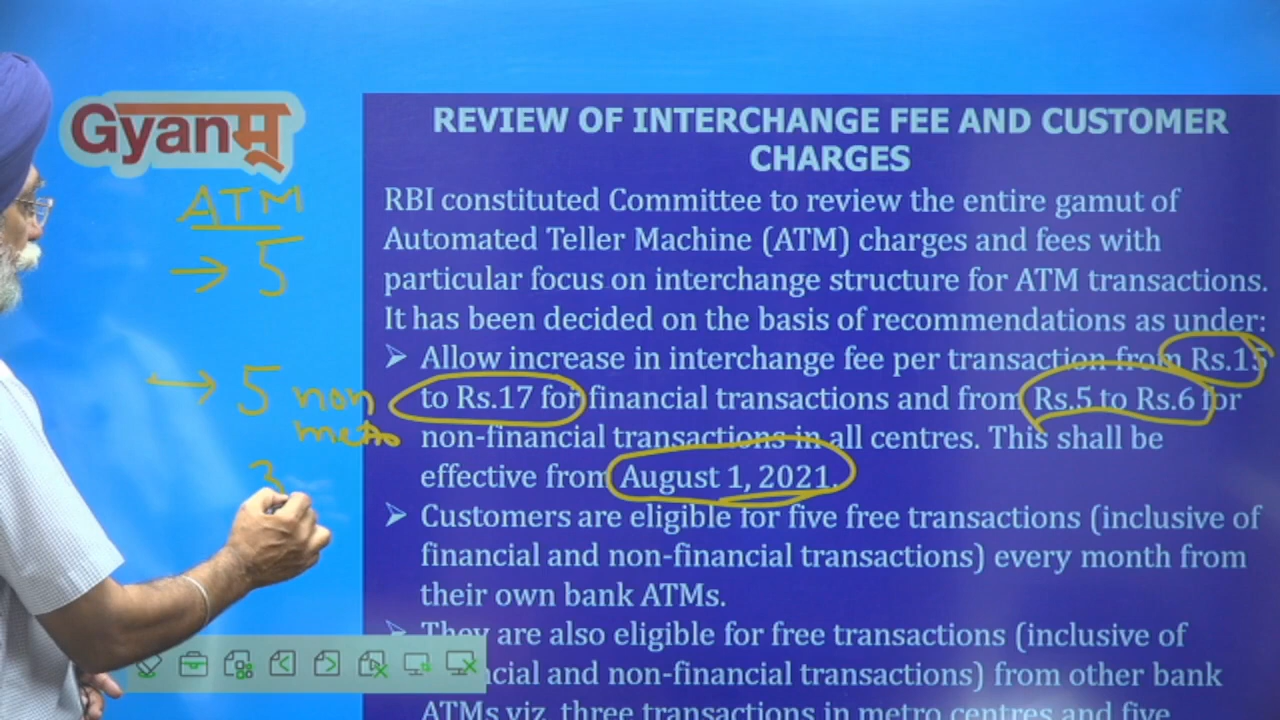 Gyanम
ATM
→ 5
→ 5 non
metro
3
REVIEW OF INTERCHANGE FEE AND CUSTOMER
CHARGES
RBI constituted Committee to review the entire gamut of
Automated Teller Machine (ATM) charges and fees with
particular focus on interchange structure for ATM transactions.
It has been decided on the basis of recommendations as under:
➢ Allow increase in interchange fee per transaction from Rs.15
to Rs.17 for financial transactions and from Rs.5 to Rs.6 for
non-financial transactions in all centres. This shall be
effective from August 1, 2021.
➢ Customers are eligible for five free transactions (inclusive of
financial and non-financial transactions) every month from
their own bank ATMs.
➢ They are also eligible for free transactions (inclusive of
cial and non-financial transactions) from other bank
ATMs viz. three transactions in metro centres and five